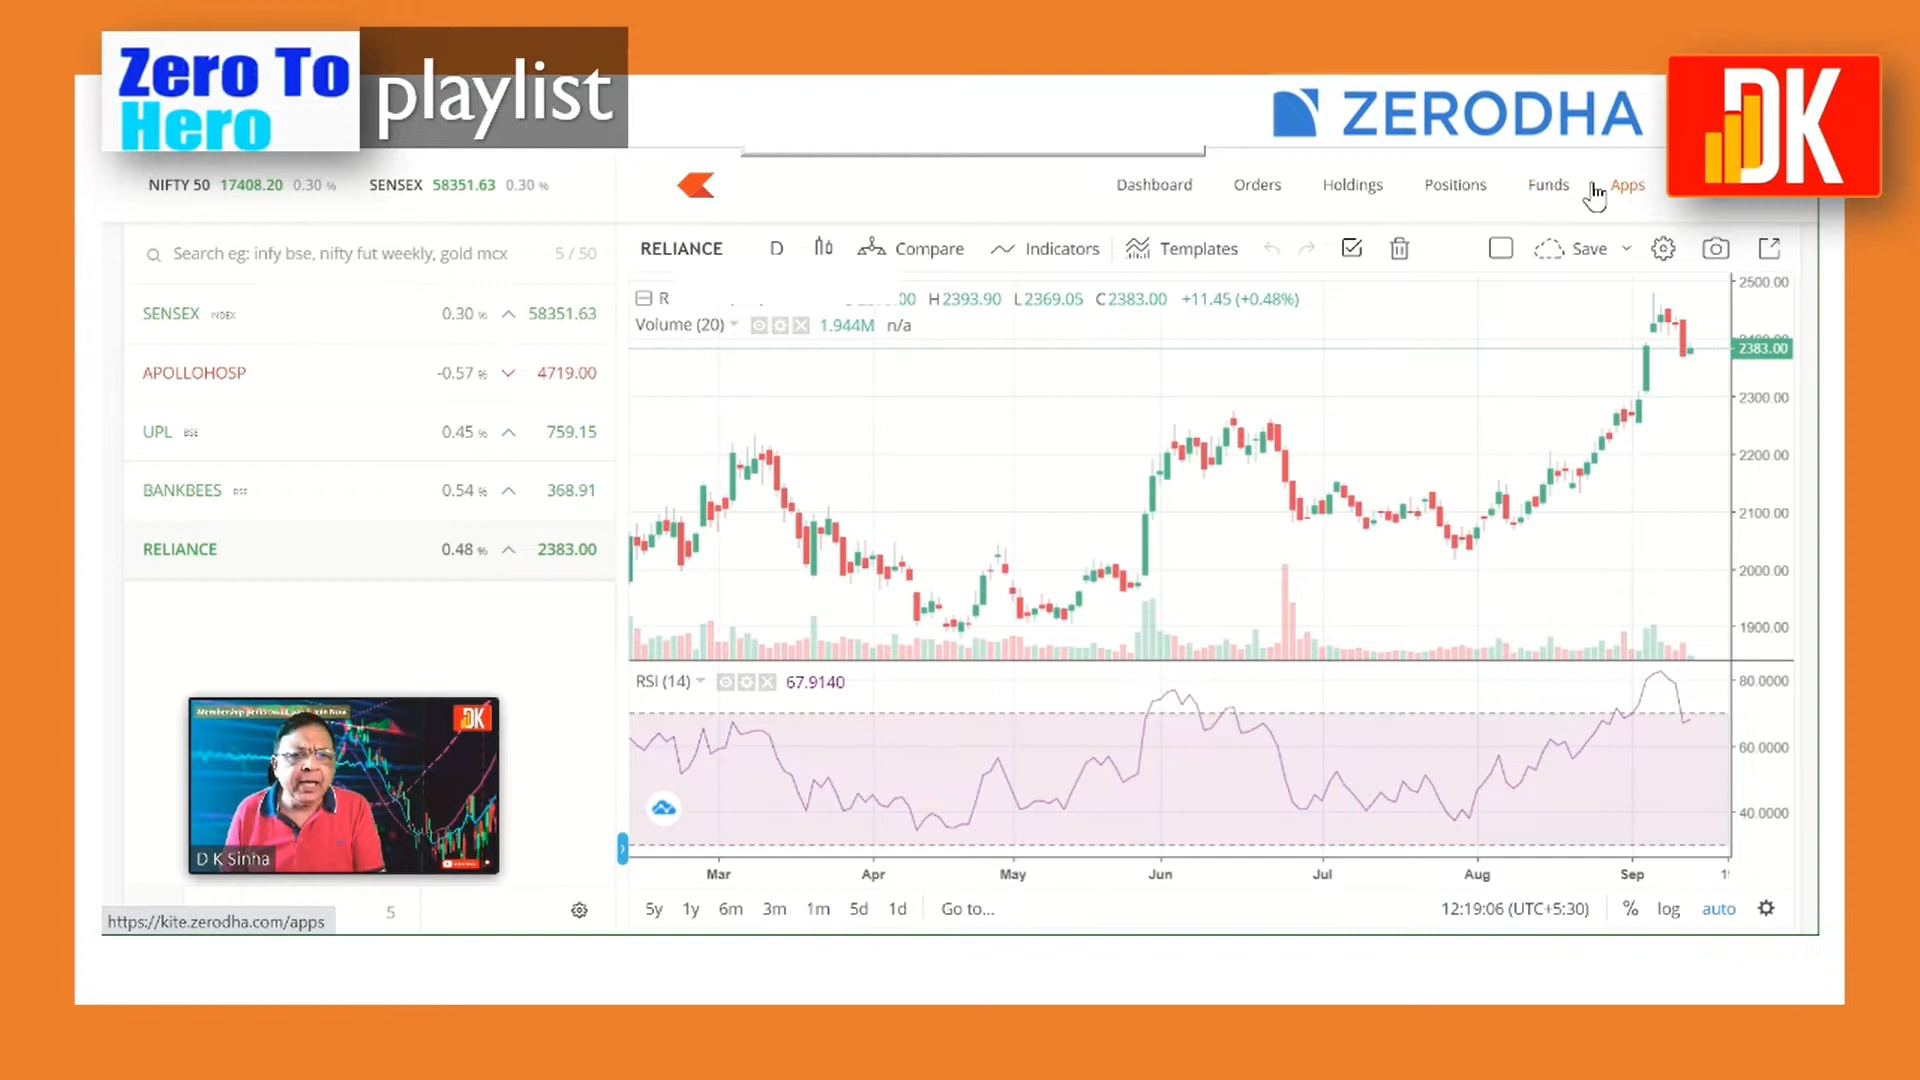 Zero To
Hero
playlist
ZERODHA
DK
NIFTY 50 17408.20 0.30 % SENSEX 58351.63 0.30 %
Dashboard Orders Holdings Positions Funds Apps
Search eg: infy bse, nifty fut weekly, gold mcx 5 / 50
SENSEX INDEX 0.30 % 58351.63
APOLLOHOSP -0.57 % 4719.00
UPL BSE 0.45 % 759.15
BANKBEES BSE 0.54 % 368.91
RELIANCE 0.48 % 2383.00
RELIANCE D Compare Indicators Templates Save
R 00 H2393.90 L2369.05 C2383.00 +11.45 (+0.48%)
Volume (20) 1.944M n/a
2500.00
2383.00
2300.00
2200.00
2100.00
2000.00
1900.00
RSI (14) 67.9140
80.0000
60.0000
40.0000
Mar Apr May Jun Jul Aug Sep
5y 1y 6m 3m 1m 5d 1d Go to... 12:19:06 (UTC+5:30) % log auto
DK
D K Sinha
5
https://kite.zerodha.com/apps